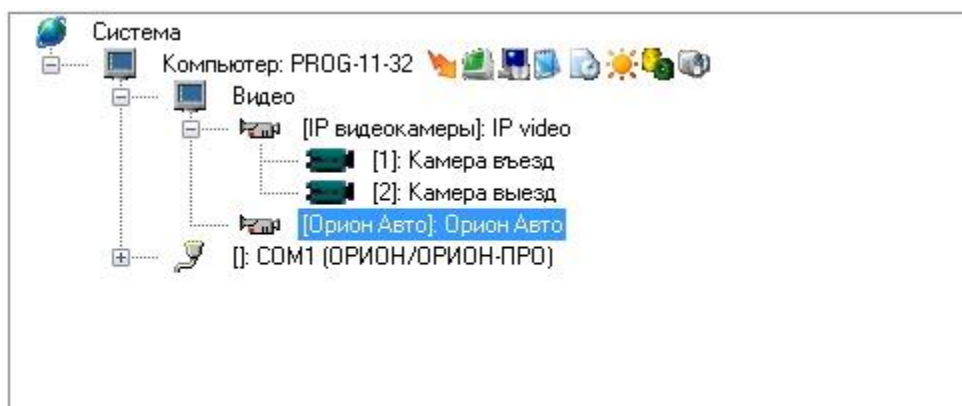 Система
Компьютер: PROG-11-32
Видео
[IP видеокамеры]: IP video
[1]: Камера въезд
[2]: Камера выезд
[Орион Авто]: Орион Авто
[]: COM1 (ОРИОН/ОРИОН-ПРО)